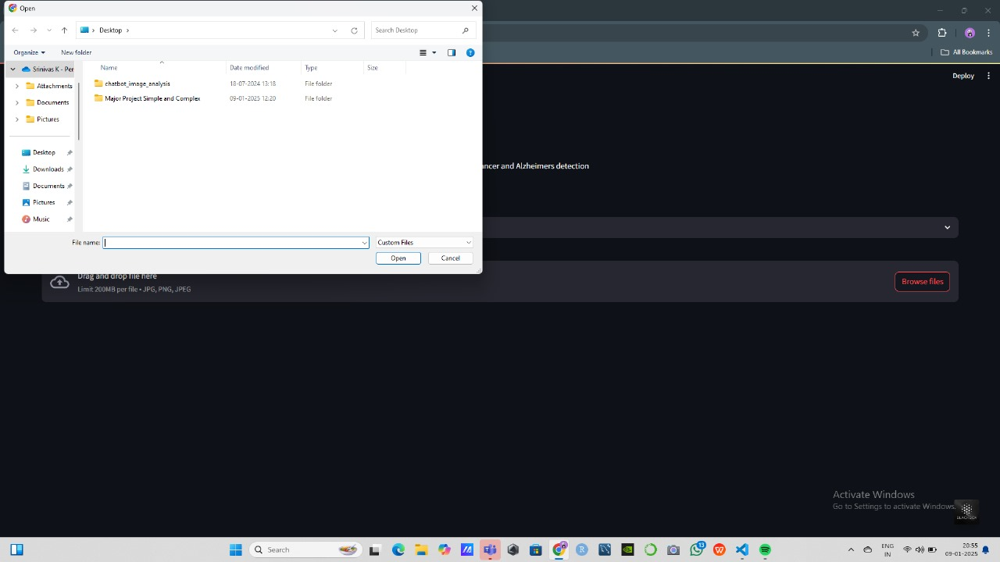 Open
Desktop
Search Desktop
Organize
New folder
All Bookmarks
Srinivas K - Per
Attachments
Documents
Pictures
Desktop
Downloads
Documents
Pictures
Music
Name Date modified Type Size
chatbot_image_analysis 18-07-2024 13:18 File folder
Major Project Simple and Complex 09-01-2025 12:20 File folder
Deploy
ancer and Alzheimers detection
File name:
Custom Files
Open
Cancel
Drag and drop file here
Limit 200MB per file • JPG, PNG, JPEG
Browse files
Activate Windows
Go to Settings to activate Windows.
BLACKBOX
Search
13
ENG
IN
20:55
09-01-2025